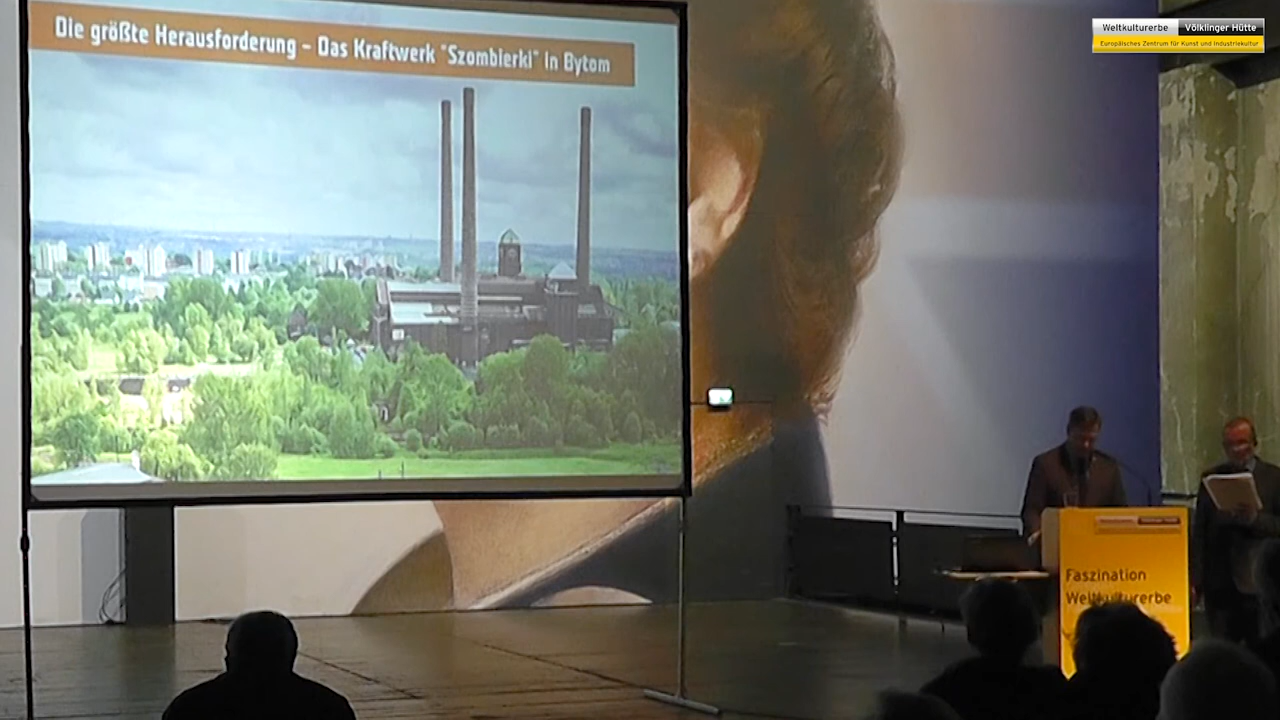 Die größte Herausforderung – Das Kraftwerk "Szombierki" in Bytom
Weltkulturerbe Völklinger Hütte
Europäisches Zentrum für Kunst und Industriekultur
Faszination
Weltkulturerbe